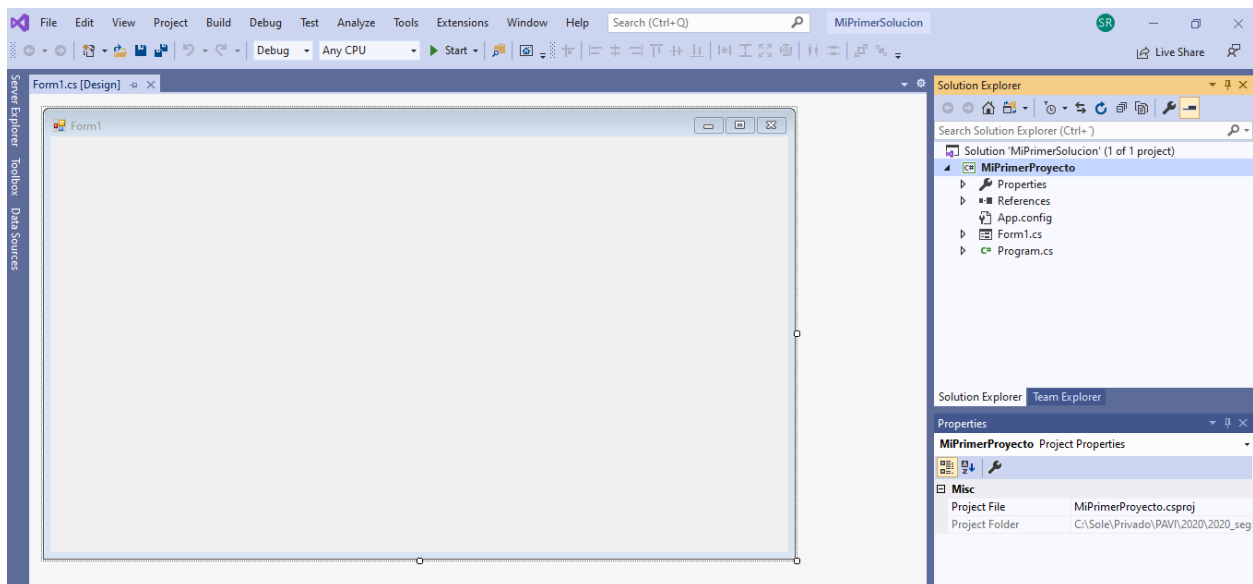 File Edit View Project Build Debug Test Analyze Tools Extensions Window Help Search (Ctrl+Q) MiPrimerSolucion SR
Debug Any CPU Start Live Share
Server Explorer
Toolbox
Data Sources
Form1.cs [Design]
Form1
Solution Explorer
Search Solution Explorer (Ctrl+´)
Solution 'MiPrimerSolucion' (1 of 1 project)
C# MiPrimerProyecto
Properties
References
App.config
Form1.cs
C# Program.cs
Solution Explorer Team Explorer
Properties
MiPrimerProyecto Project Properties
Misc
Project File MiPrimerProyecto.csproj
Project Folder C:\Sole\Privado\PAVI\2020\2020_seg